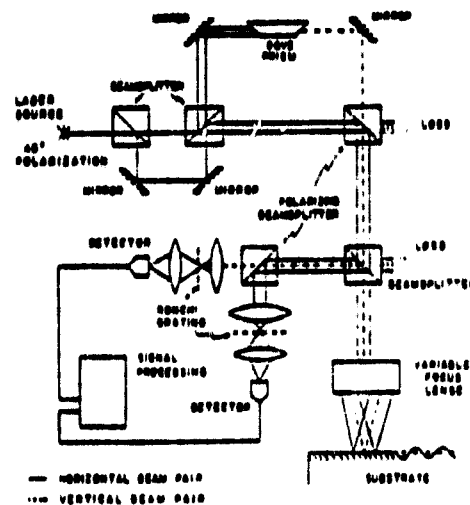 MIRROR
MIRROR
DOVE
PRISM
BEAMSPLITTER
LASER
SOURCE
LOSS
45° POLARIZATION
MIRROR
MIRROR
POLARIZING
BEAMSPLITTER
DETECTOR
LOSS
BEAMSPLITTER
RONCHI
GRATING
SIGNAL
PROCESSING
VARIABLE
FOCUS
LENSE
DETECTOR
SUBSTRATE
HORIZONTAL BEAM PAIR
VERTICAL BEAM PAIR